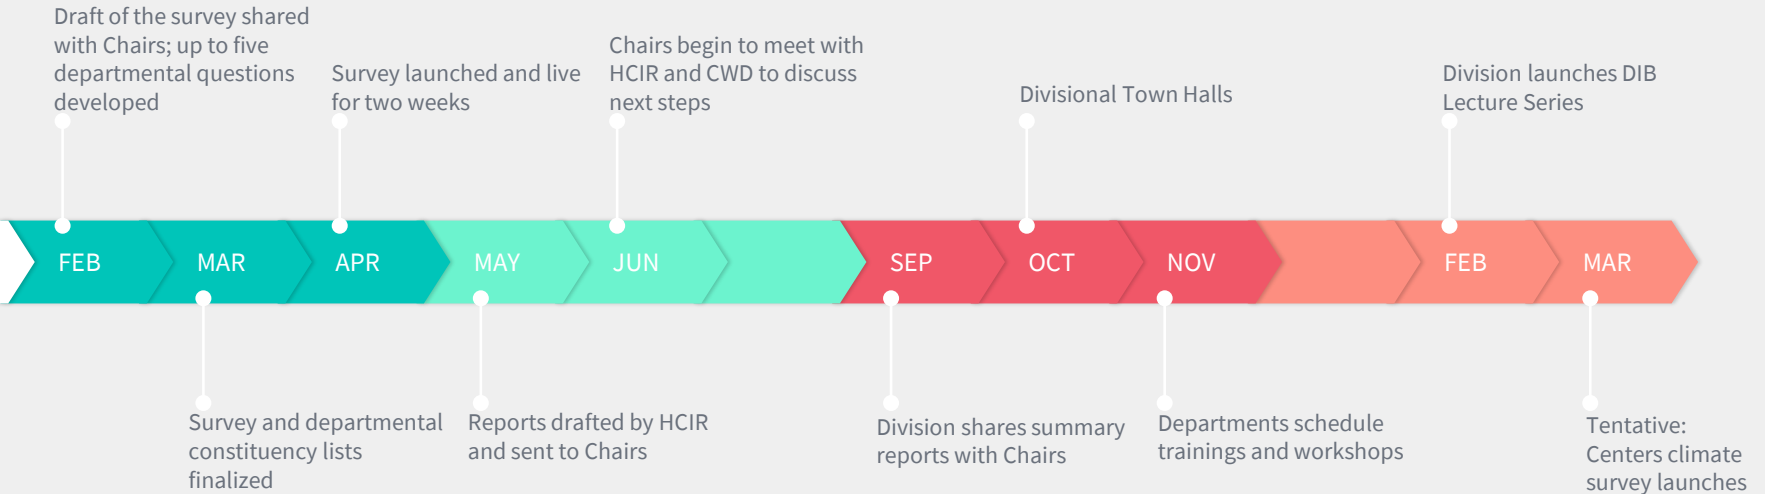 Draft of the survey shared
with Chairs; up to five
departmental questions
developed
Survey launched and live
for two weeks
Chairs begin to meet with
HCIR and CWD to discuss
next steps
Divisional Town Halls
Division launches DIB
Lecture Series
FEB
MAR
APR
MAY
JUN
SEP
OCT
NOV
FEB
MAR
Survey and departmental
constituency lists
finalized
Reports drafted by HCIR
and sent to Chairs
Division shares summary
reports with Chairs
Departments schedule
trainings and workshops
Tentative:
Centers climate
survey launches